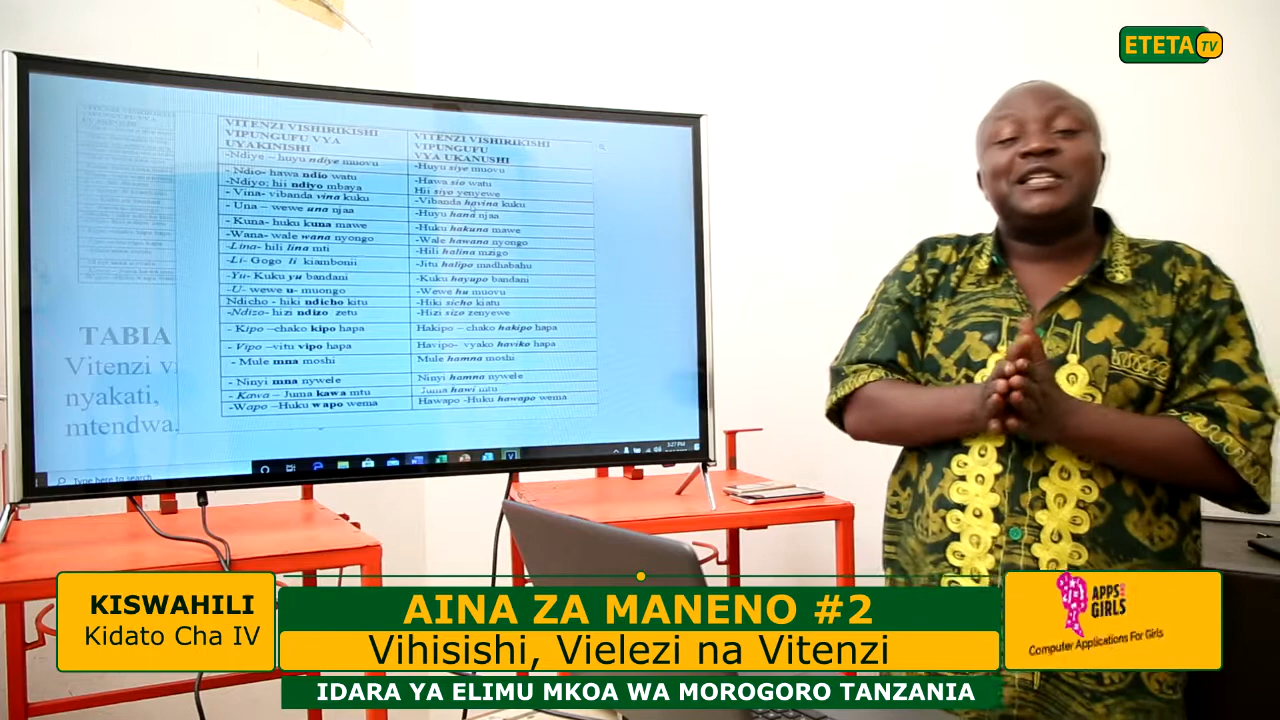 ETETA TV
VITENZI VISHIRIKISHI
VIPUNGUFU VYA
UYAKINISHI
-Ndiye – huyu ndiye muovu
- Ndio- hawa ndio watu
-Ndiyo; hii ndiyo mbaya
- Vina- vibanda vina kuku
- Una – wewe una njaa
- Kuna- huku kuna mawe
-Wana- wale wana nyongo
-Lina- hili lina mti
-Li- Gogo li kiambonii
-Yu- Kuku yu bandani
-U- wewe u- muongo
Ndicho - hiki ndicho kitu
-Ndizo- hizi ndizo zetu
- Kipo –chako kipo hapa
- Vipo –vitu vipo hapa
- Mule mna moshi
- Ninyi mna nywele
- Kawa – Juma kawa mtu
-Wapo –Huku wapo wema
VITENZI VISHIRIKISHI
VIPUNGUFU
VYA UKANUSHI
-Huyu siye muovu
-Hawa sio watu
Hii siyo yenyewe
-Vibanda havina kuku
-Huyu hana njaa
-Huku hakuna mawe
-Wale hawana nyongo
-Hili halina mzigo
-Jitu halipo madhabahu
-Kuku hayupo bandani
-Wewe hu muovu
-Hiki sicho kiatu
-Hizi sizo zenyewe
Hakipo – chako hakipo hapa
Havipo- vyako haviko hapa
Mule hamna moshi
Ninyi hamna nywele
Juma hawi mtu
Hawapo -Huku hawapo wema
TABIA
Vitenzi
nyakati,
mtendwa.
Type here to search
3:27 PM
KISWAHILI
Kidato Cha IV
AINA ZA MANENO #2
Vihisishi, Vielezi na Vitenzi
IDARA YA ELIMU MKOA WA MOROGORO TANZANIA
APPS
GIRLS
Computer Applications For Girls